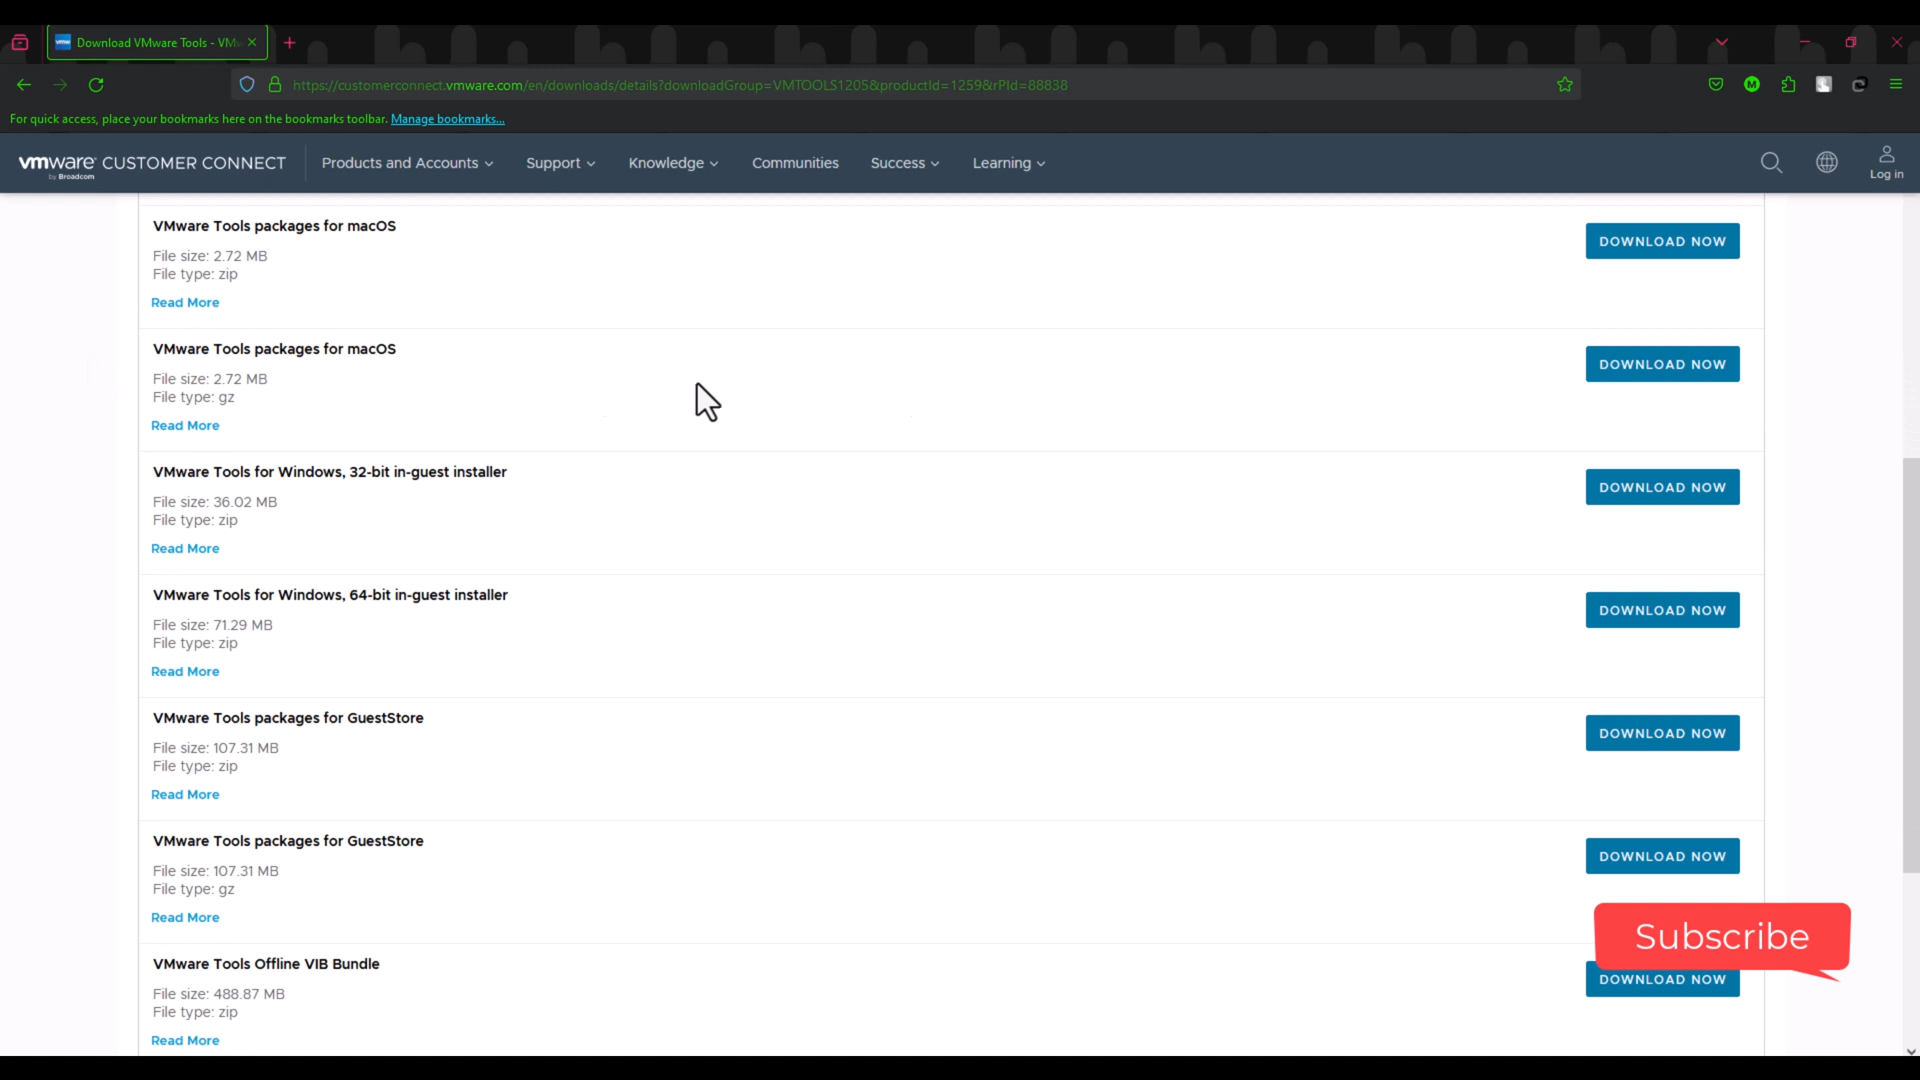 Download VMware Tools - VM
https://customerconnect.vmware.com/en/downloads/details?downloadGroup=VMTOOLS1205&productId=1259&rPId=88838
For quick access, place your bookmarks here on the bookmarks toolbar. Manage bookmarks...
vmware CUSTOMER CONNECT
by Broadcom
Products and Accounts
Support
Knowledge
Communities
Success
Learning
Log in
VMware Tools packages for macOS
DOWNLOAD NOW
File size: 2.72 MB
File type: zip
Read More
VMware Tools packages for macOS
DOWNLOAD NOW
File size: 2.72 MB
File type: gz
Read More
VMware Tools for Windows, 32-bit in-guest installer
DOWNLOAD NOW
File size: 36.02 MB
File type: zip
Read More
VMware Tools for Windows, 64-bit in-guest installer
DOWNLOAD NOW
File size: 71.29 MB
File type: zip
Read More
VMware Tools packages for GuestStore
DOWNLOAD NOW
File size: 107.31 MB
File type: zip
Read More
VMware Tools packages for GuestStore
DOWNLOAD NOW
File size: 107.31 MB
File type: gz
Read More
Subscribe
VMware Tools Offline VIB Bundle
DOWNLOAD NOW
File size: 488.87 MB
File type: zip
Read More